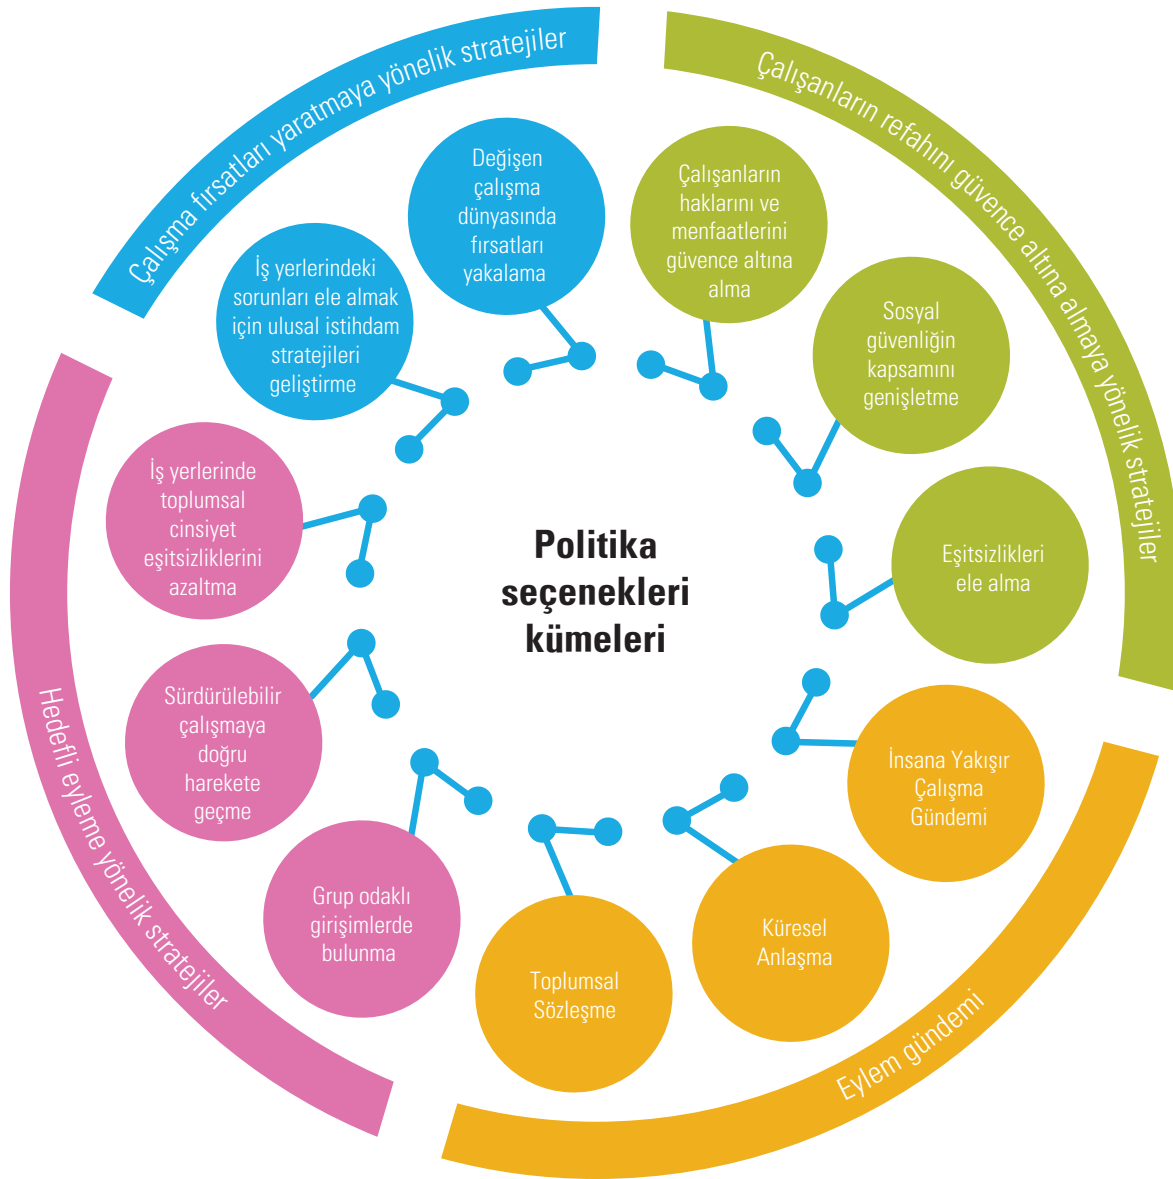 Politika
seçenekleri
kümeleri
Çalışma fırsatları yaratmaya yönelik stratejiler
Değişen
çalışma
dünyasında
fırsatları
yakalama
İş yerlerindeki
sorunları ele almak
için ulusal istihdam
stratejileri
geliştirme
Çalışanların refahını güvence altına almaya yönelik stratejiler
Çalışanların
haklarını ve
menfaatlerini
güvence altına
alma
Sosyal
güvenliğin
kapsamını
genişletme
Eşitsizlikleri
ele alma
Eylem gündemi
İnsana Yakışır
Çalışma
Gündemi
Küresel
Anlaşma
Toplumsal
Sözleşme
Hedefli eyleme yönelik stratejiler
Grup odaklı
girişimlerde
bulunma
Sürdürülebilir
çalışmaya
doğru
harekete
geçme
İş yerlerinde
toplumsal
cinsiyet
eşitsizliklerini
azaltma